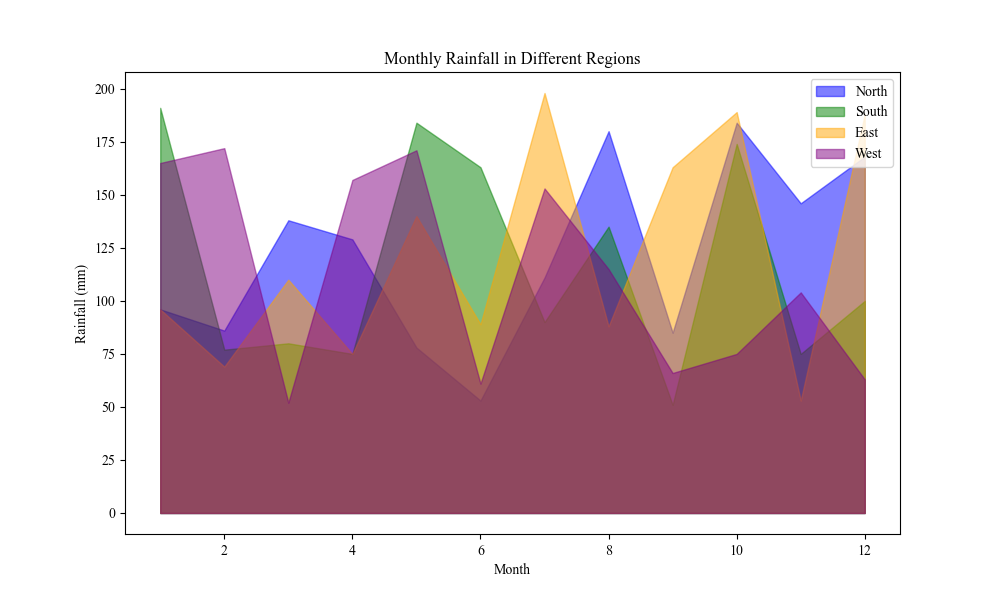 Monthly Rainfall in Different Regions
North
South
East
West
Rainfall (mm)
200
175
150
125
100
75
50
25
0
2 4 6 8 10 12
Month